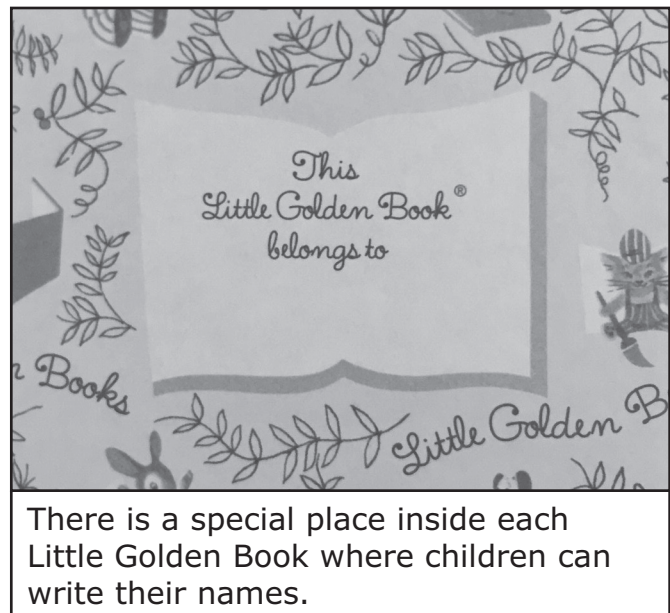 This
Little Golden Book®
belongs to
Books
Little Golden B
There is a special place inside each
Little Golden Book where children can
write their names.